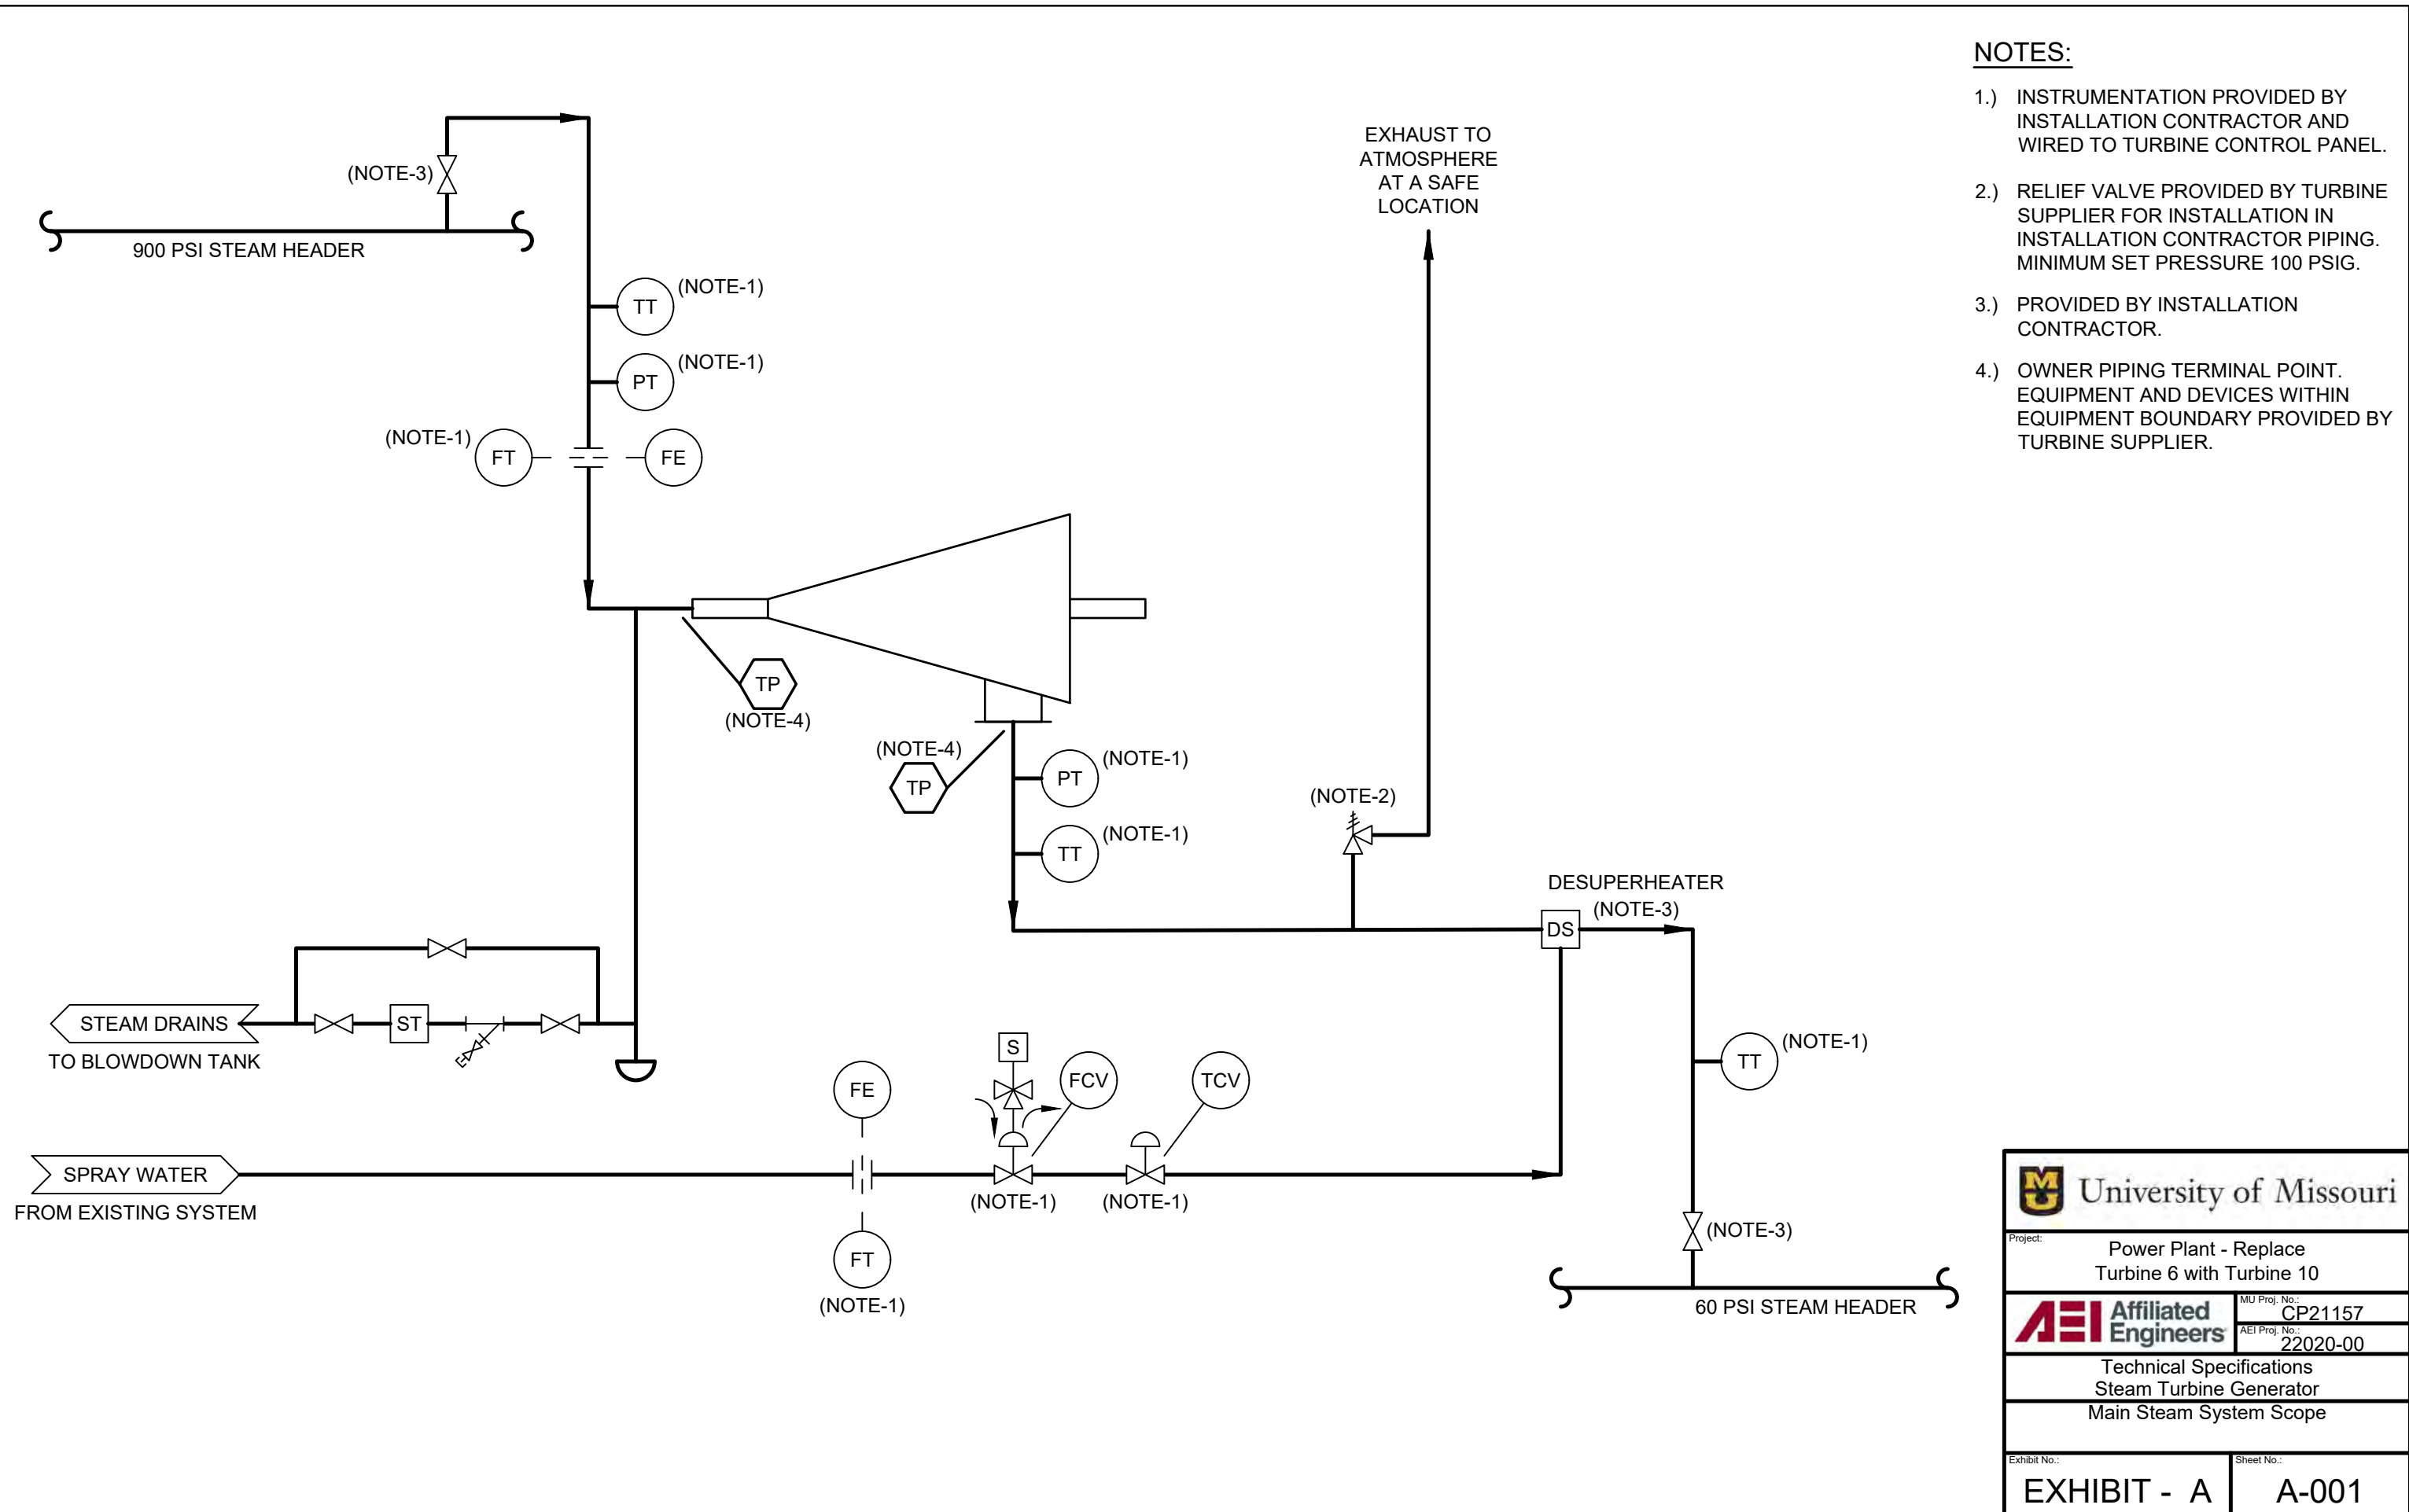 NOTES:
1.) INSTRUMENTATION PROVIDED BY
INSTALLATION CONTRACTOR AND
WIRED TO TURBINE CONTROL PANEL.
2.) RELIEF VALVE PROVIDED BY TURBINE
SUPPLIER FOR INSTALLATION IN
INSTALLATION CONTRACTOR PIPING.
MINIMUM SET PRESSURE 100 PSIG.
3.) PROVIDED BY INSTALLATION
CONTRACTOR.
4.) OWNER PIPING TERMINAL POINT.
EQUIPMENT AND DEVICES WITHIN
EQUIPMENT BOUNDARY PROVIDED BY
TURBINE SUPPLIER.
EXHAUST TO
ATMOSPHERE
AT A SAFE
LOCATION
(NOTE-3)
900 PSI STEAM HEADER
TT (NOTE-1)
PT (NOTE-1)
(NOTE-1) FT FE
TP
(NOTE-4)
(NOTE-4)
TP
PT (NOTE-1)
TT (NOTE-1)
(NOTE-2)
DESUPERHEATER
(NOTE-3)
DS
STEAM DRAINS
ST
TO BLOWDOWN TANK
S
FE
FCV
TCV
TT (NOTE-1)
SPRAY WATER
FROM EXISTING SYSTEM
(NOTE-1)
(NOTE-1)
FT
(NOTE-1)
(NOTE-3)
60 PSI STEAM HEADER
MU University of Missouri
Project:
Power Plant - Replace
Turbine 6 with Turbine 10
AEI Affiliated
Engineers
MU Proj. No.:
CP21157
AEI Proj. No.:
22020-00
Technical Specifications
Steam Turbine Generator
Main Steam System Scope
Exhibit No.:
EXHIBIT - A
Sheet No.:
A-001